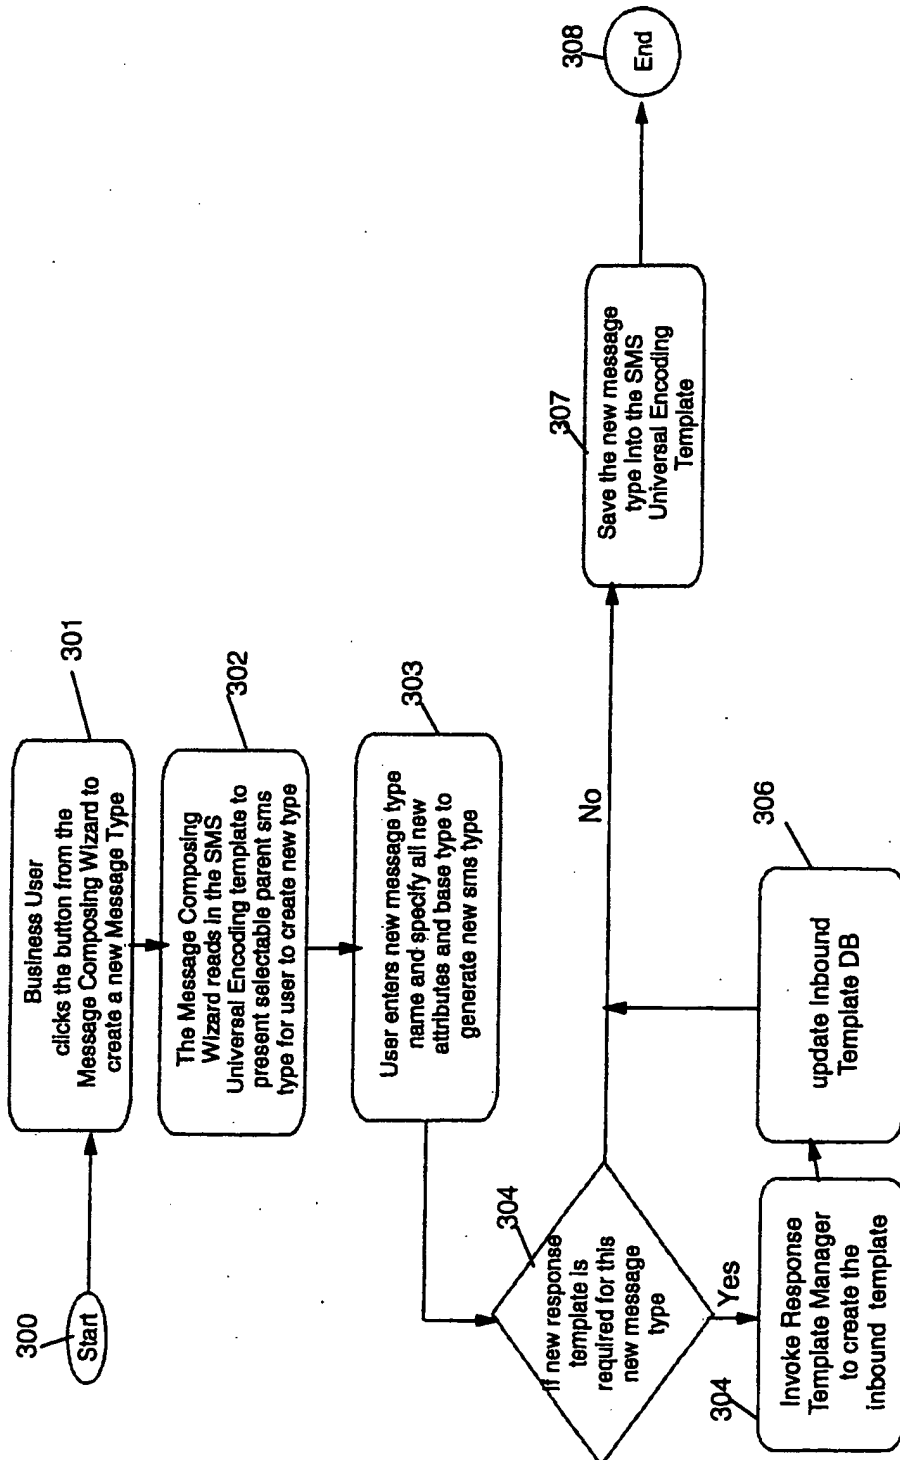 300
Start
301
Business User
clicks the button from the
Message Composing Wizard to
create a new Message Type
302
The Message Composing
Wizard reads in the SMS
Universal Encoding template to
present selectable parent sms
type for user to create new type
303
User enters new message type
name and specify all new
attributes and base type to
generate new sms type
304
If new response
template is
required for this
new message
type
Yes
No
304
Invoke Response
Template Manager
to create the
inbound template
306
update Inbound
Template DB
307
Save the new message
type Into the SMS
Universal Encoding
Template
308
End